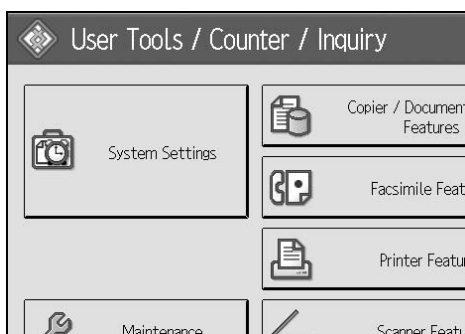 User Tools / Counter / Inquiry
System Settings
Copier / Document
Features
Facsimile Feat
Printer Featu
Maintenance
Scanner Featu